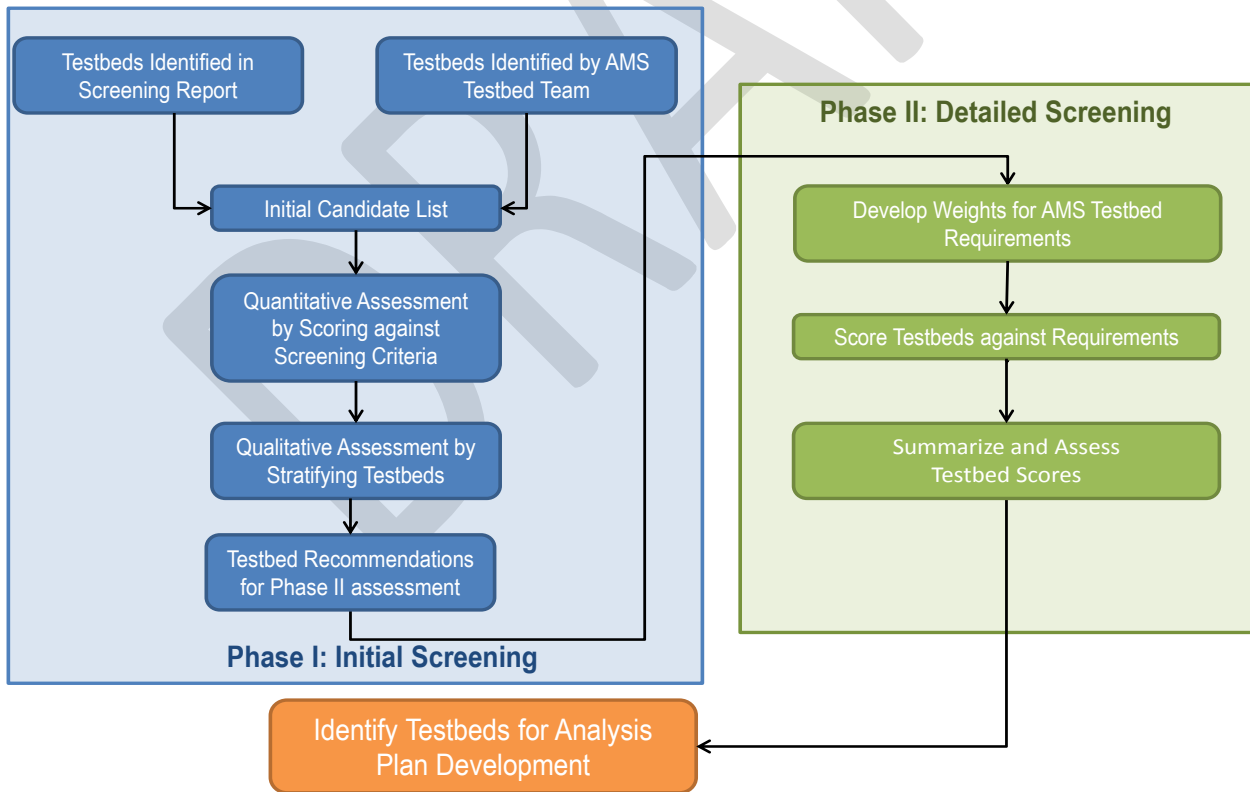 Testbeds Identified in
Screening Report
Testbeds Identified by AMS
Testbed Team
Initial Candidate List
Quantitative Assessment
by Scoring against
Screening Criteria
Qualitative Assessment by
Stratifying Testbeds
Testbed Recommendations
for Phase II assessment
Phase I: Initial Screening
Phase II: Detailed Screening
Develop Weights for AMS Testbed
Requirements
Score Testbeds against Requirements
Summarize and Assess
Testbed Scores
Identify Testbeds for Analysis
Plan Development